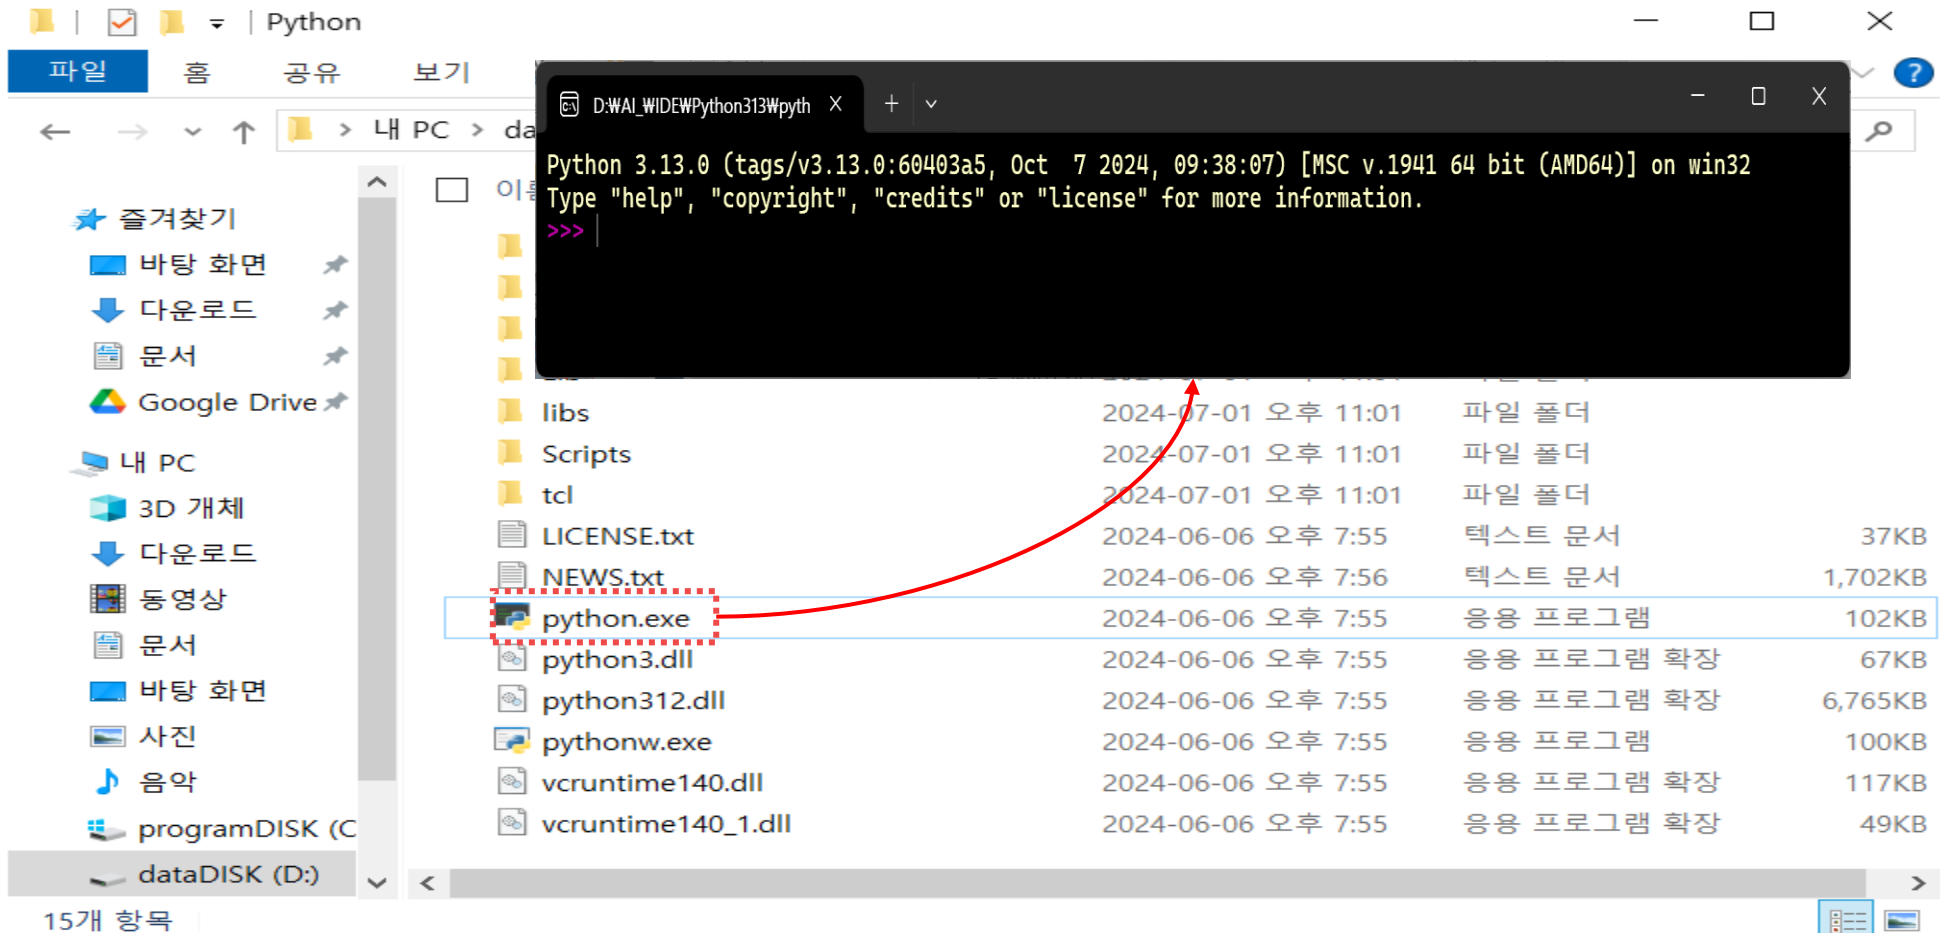 Python
파일 홈 공유 보기
내 PC
D:₩AI_₩IDE₩Python313₩pyth
Python 3.13.0 (tags/v3.13.0:60403a5, Oct  7 2024, 09:38:07) [MSC v.1941 64 bit (AMD64)] on win32
Type "help", "copyright", "credits" or "license" for more information.
>>>
즐겨찾기
바탕 화면
다운로드
문서
Google Drive
내 PC
3D 개체
다운로드
동영상
문서
바탕 화면
사진
음악
programDISK (C
dataDISK (D:)
libs 2024-07-01 오후 11:01 파일 폴더
Scripts 2024-07-01 오후 11:01 파일 폴더
tcl 2024-07-01 오후 11:01 파일 폴더
LICENSE.txt 2024-06-06 오후 7:55 텍스트 문서 37KB
NEWS.txt 2024-06-06 오후 7:56 텍스트 문서 1,702KB
python.exe 2024-06-06 오후 7:55 응용 프로그램 102KB
python3.dll 2024-06-06 오후 7:55 응용 프로그램 확장 67KB
python312.dll 2024-06-06 오후 7:55 응용 프로그램 확장 6,765KB
pythonw.exe 2024-06-06 오후 7:55 응용 프로그램 100KB
vcruntime140.dll 2024-06-06 오후 7:55 응용 프로그램 확장 117KB
vcruntime140_1.dll 2024-06-06 오후 7:55 응용 프로그램 확장 49KB
15개 항목